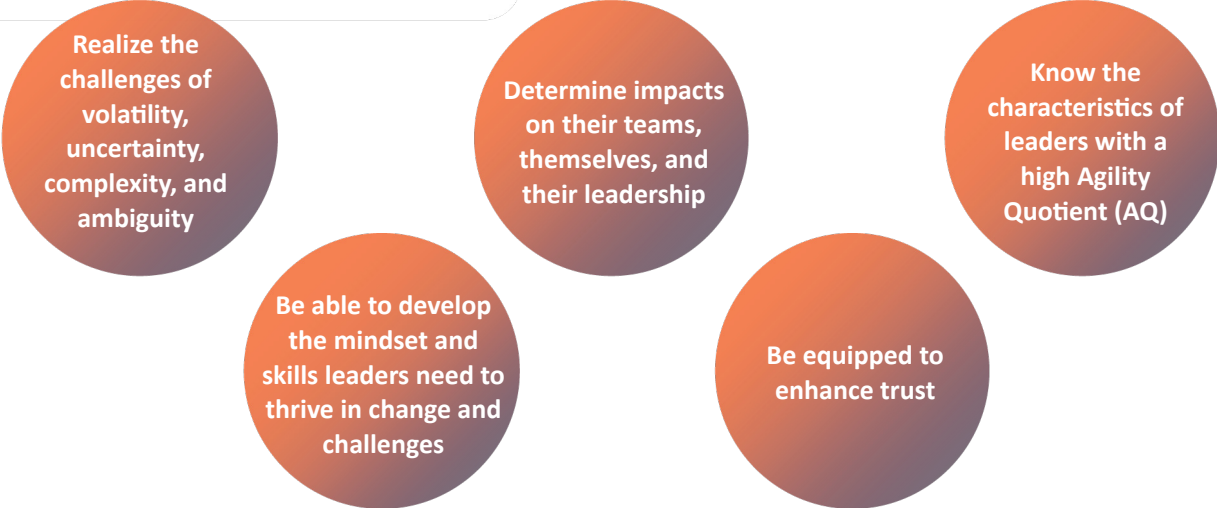 Realize the
challenges of
volatility,
uncertainty,
complexity, and
ambiguity
Determine impacts
on their teams,
themselves, and
their leadership
Know the
characteristics of
leaders with a
high Agility
Quotient (AQ)
Be able to develop
the mindset and
skills leaders need to
thrive in change and
challenges
Be equipped to
enhance trust